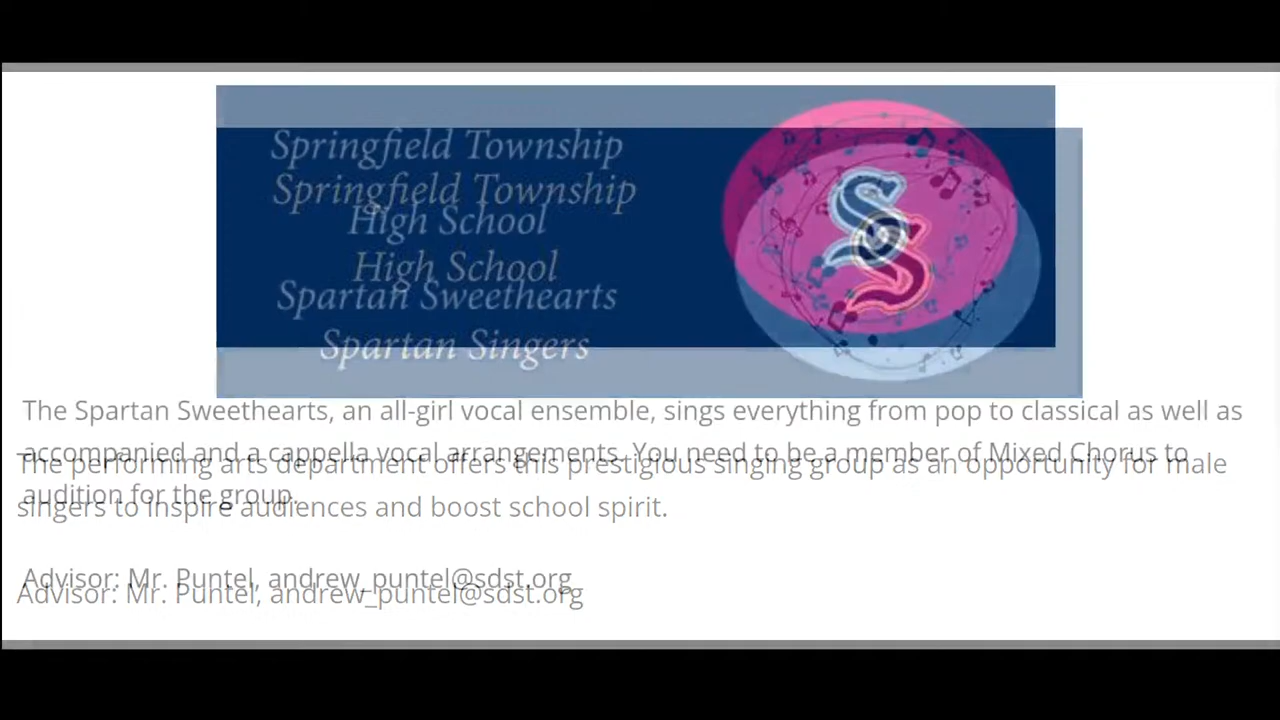 Springfield Township
High School
Spartan Sweethearts
Springfield Township
High School
Spartan Singers
S
S
The Spartan Sweethearts, an all-girl vocal ensemble, sings everything from pop to classical as well as
accompanied and a cappella vocal arrangements. You need to be a member of Mixed Chorus to
audition for the group.
Advisor: Mr. Puntel, andrew_puntel@sdst.org
The performing arts department offers this prestigious singing group as an opportunity for male
singers to inspire audiences and boost school spirit.
Advisor: Mr. Puntel, andrew_puntel@sdst.org